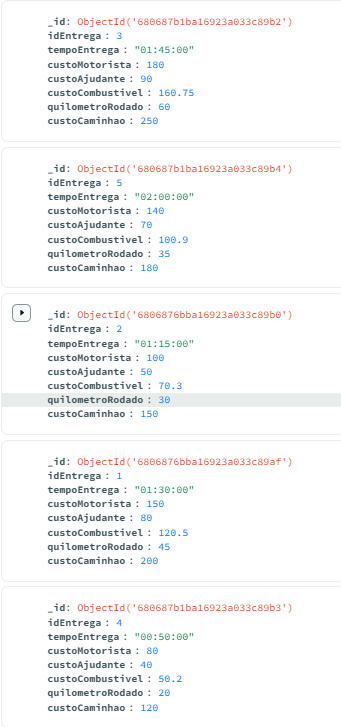 _id: ObjectId('680687b1ba16923a033c89b2')
idEntrega : 3
tempoEntrega : "01:45:00"
custoMotorista : 180
custoAjudante : 90
custoCombustivel : 160.75
quilometroRodado : 60
custoCaminhao : 250
_id: ObjectId('680687b1ba16923a033c89b4')
idEntrega : 5
tempoEntrega : "02:00:00"
custoMotorista : 140
custoAjudante : 70
custoCombustivel : 100.9
quilometroRodado : 35
custoCaminhao : 180
_id: ObjectId('6806876bba16923a033c89b0')
idEntrega : 2
tempoEntrega : "01:15:00"
custoMotorista : 100
custoAjudante : 50
custoCombustivel : 70.3
quilometroRodado : 30
custoCaminhao : 150
_id: ObjectId('6806876bba16923a033c89af')
idEntrega : 1
tempoEntrega : "01:30:00"
custoMotorista : 150
custoAjudante : 80
custoCombustivel : 120.5
quilometroRodado : 45
custoCaminhao : 200
_id: ObjectId('680687b1ba16923a033c89b3')
idEntrega : 4
tempoEntrega : "00:50:00"
custoMotorista : 80
custoAjudante : 40
custoCombustivel : 50.2
quilometroRodado : 20
custoCaminhao : 120